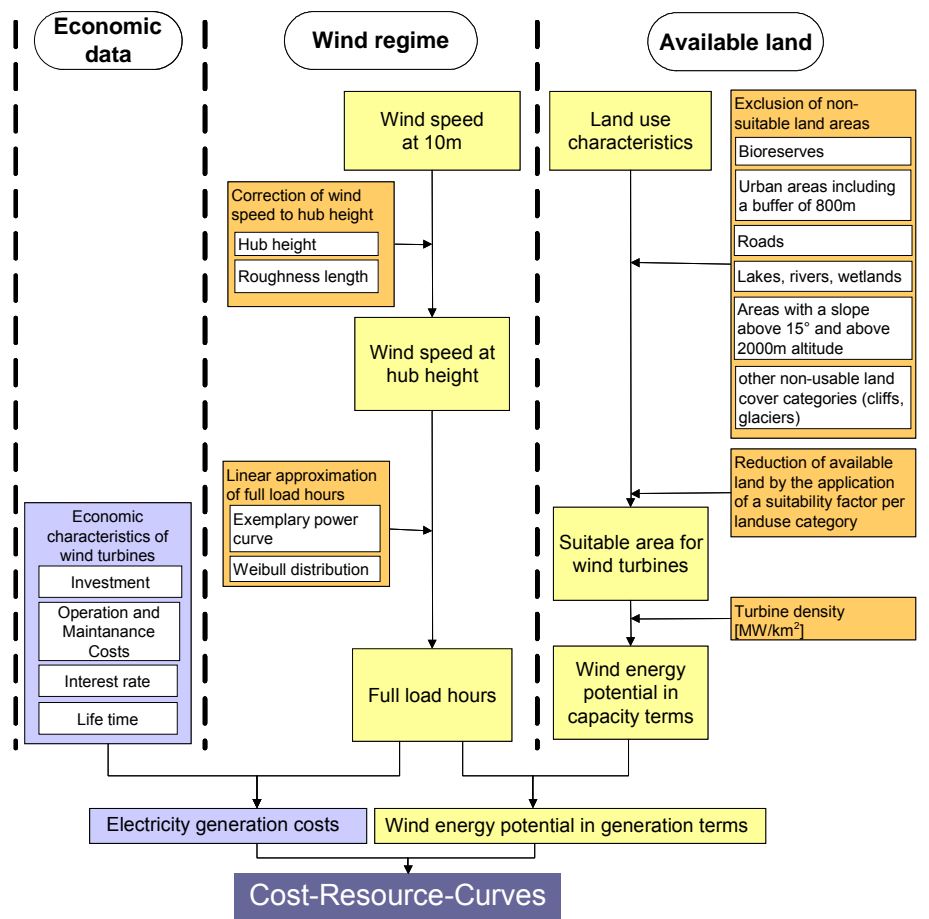 Economic
data
Wind regime
Available land
Wind speed
at 10m
Land use
characteristics
Exclusion of non-
suitable land areas
Bioreserves
Urban areas including
a buffer of 800m
Roads
Lakes, rivers, wetlands
Areas with a slope
above 15° and above
2000m altitude
other non-usable land
cover categories (cliffs,
glaciers)
Correction of wind
speed to hub height
Hub height
Roughness length
Wind speed at
hub height
Linear approximation
of full load hours
Exemplary power
curve
Weibull distribution
Reduction of available
land by the application
of a suitability factor per
landuse category
Economic
characteristics of
wind turbines
Investment
Operation and
Maintanance
Costs
Interest rate
Life time
Suitable area for
wind turbines
Turbine density
[MW/km²]
Full load hours
Wind energy
potential in
capacity terms
Electricity generation costs
Wind energy potential in generation terms
Cost-Resource-Curves